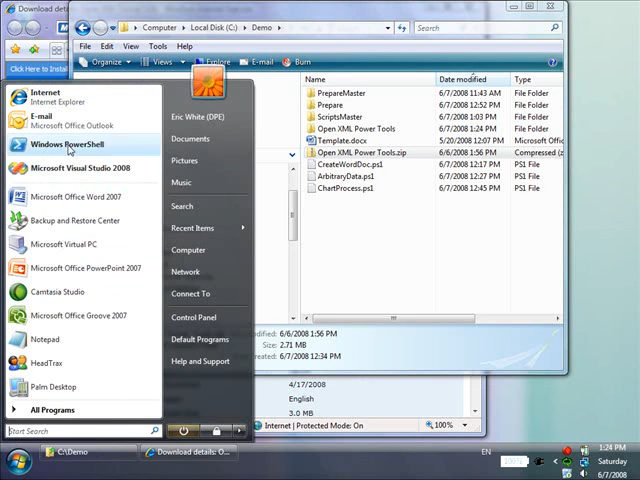 Download details:
Computer ▸ Local Disk (C:) ▸ Demo
Search
File Edit View Tools Help
Organize Views Explore E-mail Burn
Click Here to Install
Name Date modified Type
PrepareMaster 6/7/2008 11:43 AM File Folder
Prepare 6/7/2008 12:52 PM File Folder
ScriptsMaster 6/7/2008 1:03 PM File Folder
Open XML Power Tools 6/7/2008 1:24 PM File Folder
Template.docx 5/20/2008 12:07 PM Microsoft Offic
Open XML Power Tools.zip 6/6/2008 1:56 PM Compressed (z
CreateWordDoc.ps1 6/7/2008 12:17 PM PS1 File
ArbitraryData.ps1 6/7/2008 12:27 PM PS1 File
ChartProcess.ps1 6/7/2008 12:45 PM PS1 File
6/6/2008 1:56 PM
Size: 2.71 MB
created: 6/7/2008 12:34 PM
4/17/2008
English
3.0 MB
Internet | Protected Mode: On 100%
Internet
Internet Explorer
E-mail
Microsoft Office Outlook
Windows PowerShell
Microsoft Visual Studio 2008
Microsoft Office Word 2007
Backup and Restore Center
Microsoft Virtual PC
Microsoft Office PowerPoint 2007
Camtasia Studio
Microsoft Office Groove 2007
Notepad
HeadTrax
Palm Desktop
All Programs
Start Search
Eric White (DPE)
Documents
Pictures
Music
Search
Recent Items
Computer
Network
Connect To
Control Panel
Default Programs
Help and Support
C:\Demo
Download details: O...
EN
100%
1:24 PM
Saturday
6/7/2008